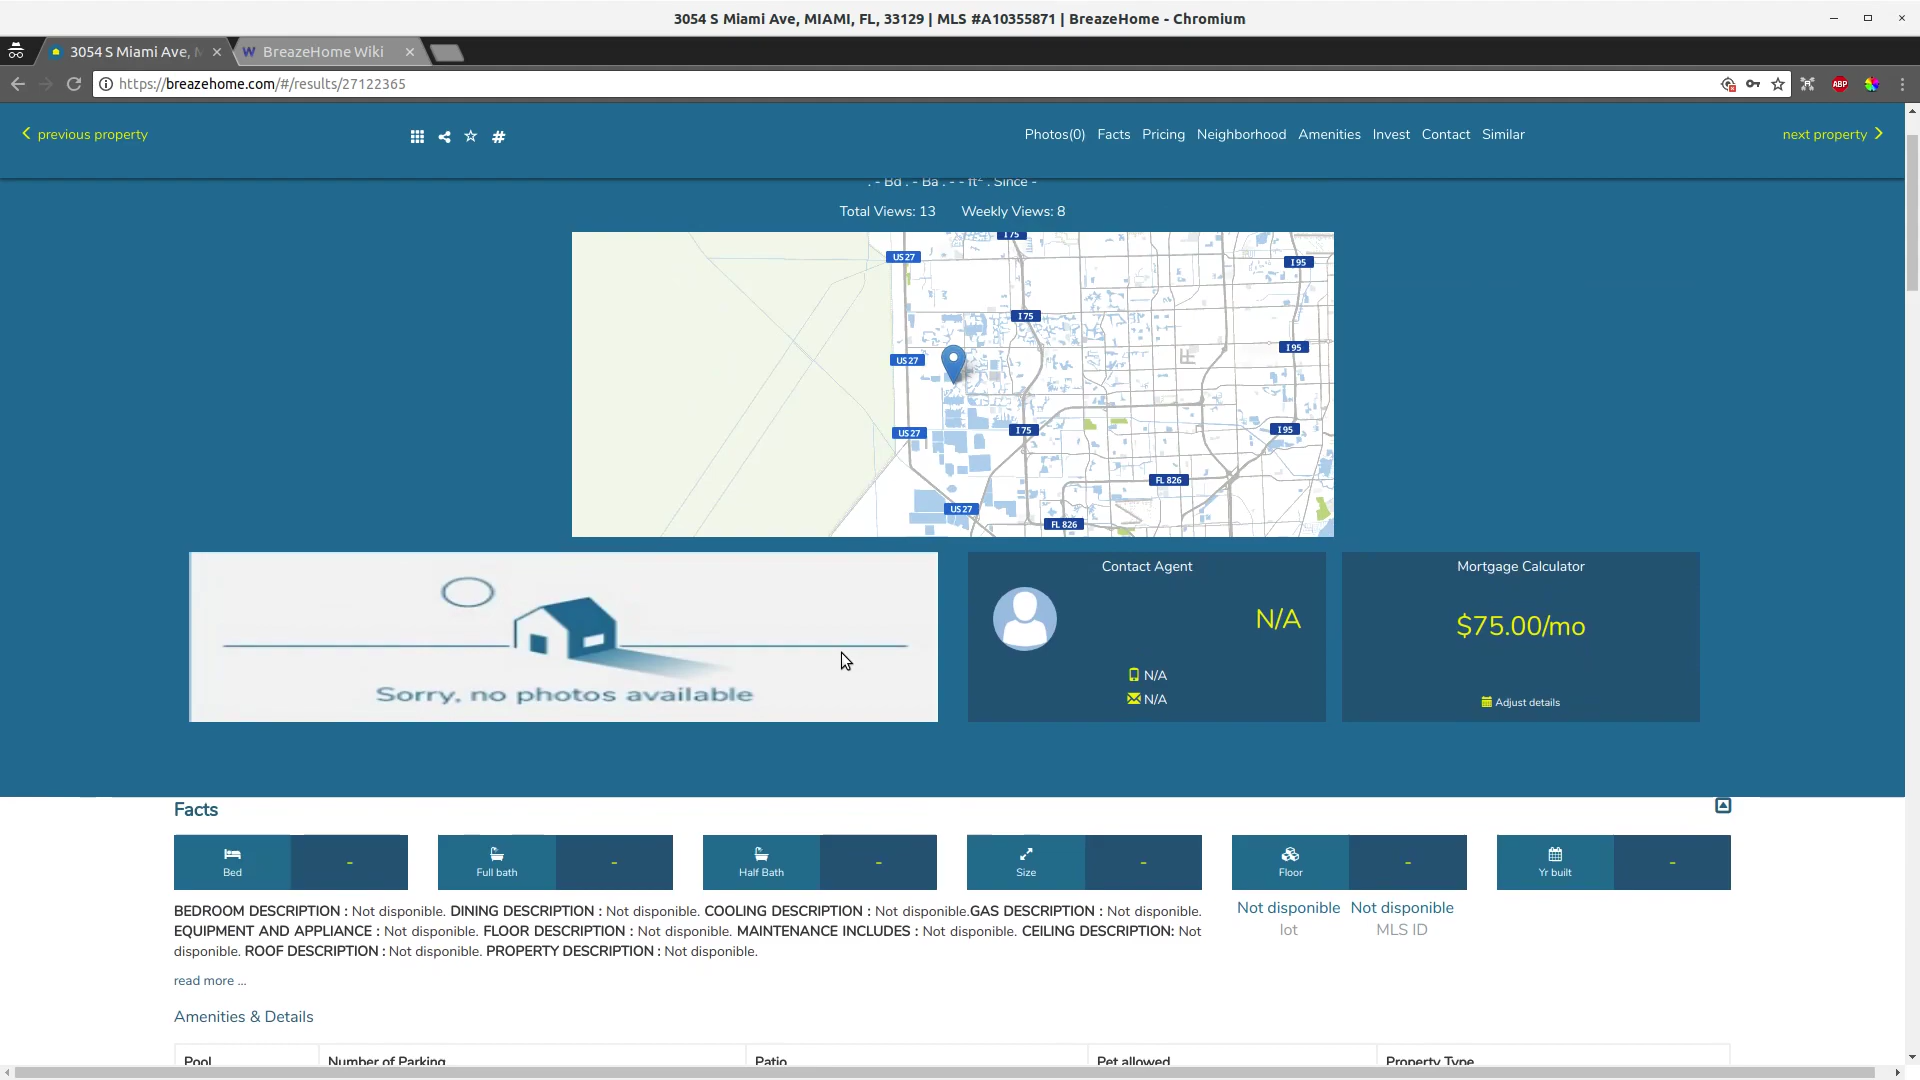 3054 S Miami Ave, MIAMI, FL, 33129 | MLS #A10355871 | BreazeHome - Chromium
3054 S Miami Ave, M
W BreazeHome Wiki
https://breazehome.com/#/results/27122365
ABP
previous property
Photos(0) Facts Pricing Neighborhood Amenities Invest Contact Similar
next property
. - Bd . - Ba . - - ft² . Since -
Total Views: 13 Weekly Views: 8
I 75
US 27
I 95
I 75
I 95
US 27
US 27
I 75
I 95
FL 826
US 27
FL 826
Sorry, no photos available
Contact Agent
N/A
N/A
N/A
Mortgage Calculator
$75.00/mo
Adjust details
Facts
Bed -
Full bath -
Half Bath -
Size -
Floor -
Yr built -
BEDROOM DESCRIPTION : Not disponible. DINING DESCRIPTION : Not disponible. COOLING DESCRIPTION : Not disponible.GAS DESCRIPTION : Not disponible.
EQUIPMENT AND APPLIANCE : Not disponible. FLOOR DESCRIPTION : Not disponible. MAINTENANCE INCLUDES : Not disponible. CEILING DESCRIPTION: Not
disponible. ROOF DESCRIPTION : Not disponible. PROPERTY DESCRIPTION : Not disponible.
Not disponible
lot
Not disponible
MLS ID
read more ...
Amenities & Details
Pool Number of Parking Patio Pet allowed Property Type